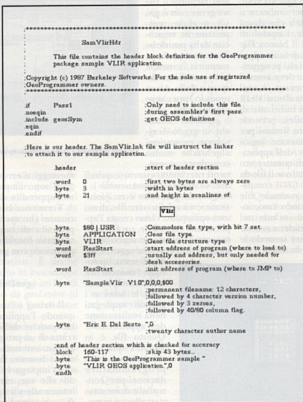 ;************************************************************
; SamVlirHdr
; This file contains the header block definition for the GeoProgrammer
; package sample VLIR application.
;Copyright (c) 1987 Berkeley Softworks. For the sole use of registered
;Geoprogrammer owners.
;************************************************************
.if Pass1 ;Only need to include this file
.noeqin ;during assembler's first pass.
.include geosSym ;get GEOS definitions
.eqin
.endif
;Here is our header. The SamVlir.lnk file will instruct the linker
;to attach it to our sample application.
.header ;start of header section
.word 0 ;first two bytes are always zero
.byte 3 ;width in bytes
.byte 21 ;and height in scanlines of:
Vlir
.byte $80 | USR ;Commodore file type, with bit 7 set.
.byte APPLICATION ;Geos file type
.byte VLIR ;Geos file structure type
.word ResStart ;start address of program (where to load to)
.word $3ff ;usually end address, but only needed for
;desk accessories.
.word ResStart ;init address of program (where to JMP to)
.byte "SampleVlir V1.0",0,0,0,$00
;permanent filename: 12 characters,
;followed by 4 character version number,
;followed by 3 zeroes,
;followed by 40/80 column flag.
.byte "Eric E. Del Sesto ",0
;twenty character author name
;end of header section which is checked for accuracy
.block 160-117 ;skip 43 bytes...
.byte "This is the GeoProgrammer sample "
.byte "VLIR GEOS application.",0
.endh